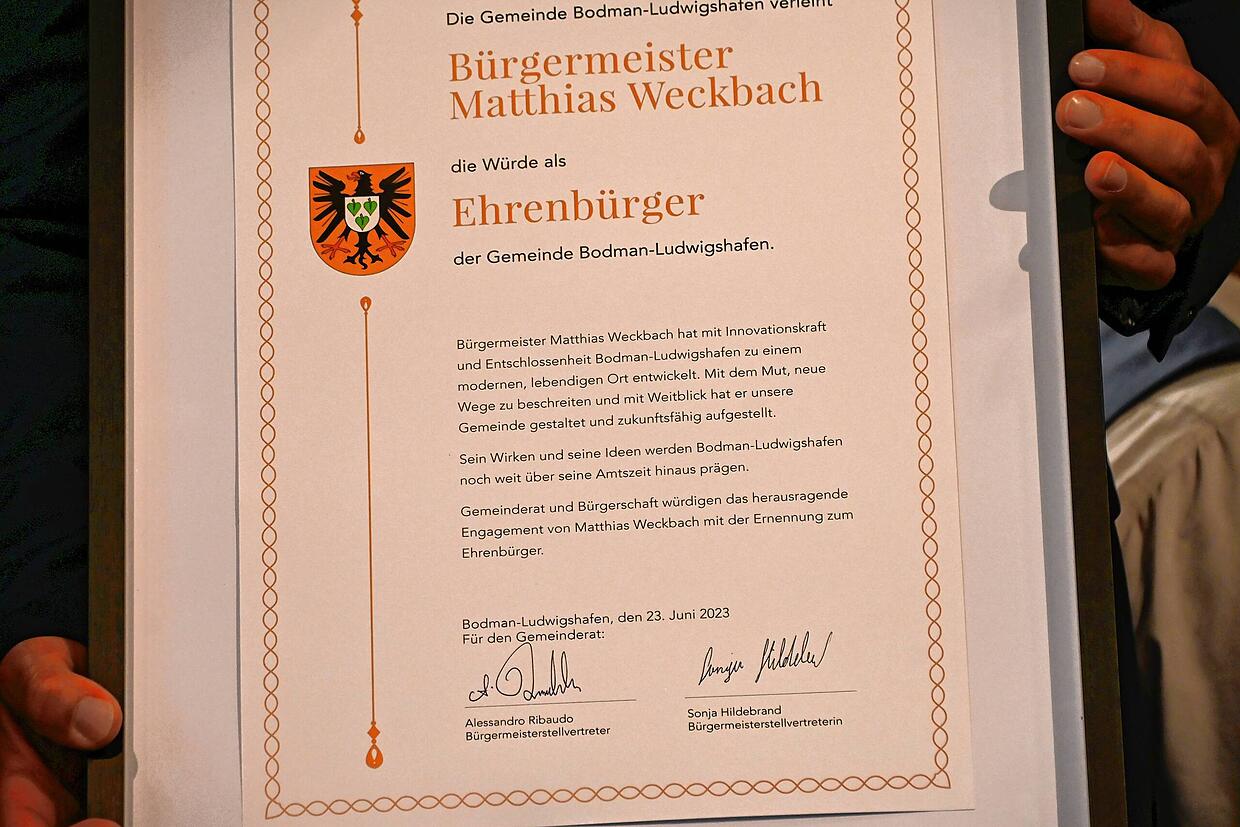 Die Gemeinde Bodman-Ludwigshafen verleiht
Bürgermeister
Matthias Weckbach
die Würde als
Ehrenbürger
der Gemeinde Bodman-Ludwigshafen.
Bürgermeister Matthias Weckbach hat mit Innovationskraft
und Entschlossenheit Bodman-Ludwigshafen zu einem
modernen, lebendigen Ort entwickelt. Mit dem Mut, neue
Wege zu beschreiten und mit Weitblick hat er unsere
Gemeinde gestaltet und zukunftsfähig aufgestellt.
Sein Wirken und seine Ideen werden Bodman-Ludwigshafen
noch weit über seine Amtszeit hinaus prägen.
Gemeinderat und Bürgerschaft würdigen das herausragende
Engagement von Matthias Weckbach mit der Ernennung zum
Ehrenbürger.
Bodman-Ludwigshafen, den 23. Juni 2023
Für den Gemeinderat:
Alessandro Ribaudo
Bürgermeisterstellvertreter
Sonja Hildebrand
Bürgermeisterstellvertreterin